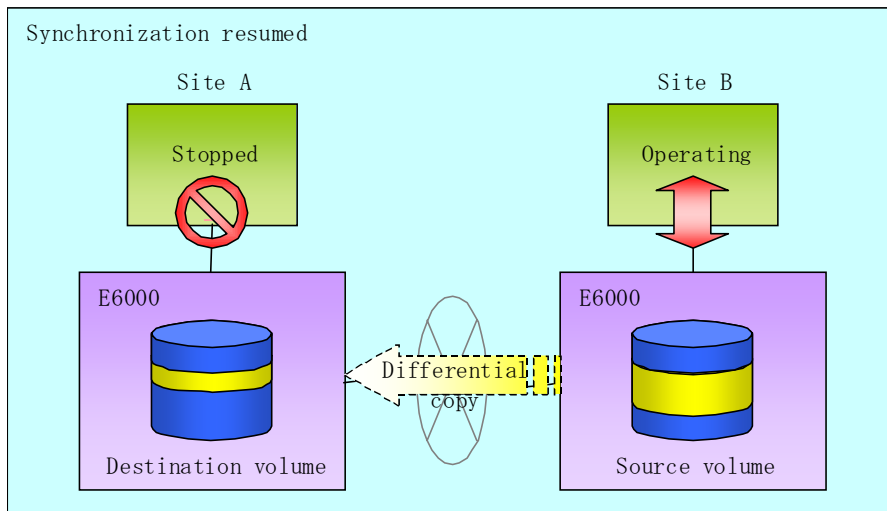 Synchronization resumed
Site A
Site B
Stopped
Operating
E6000
E6000
Differential
copy
Destination volume
Source volume